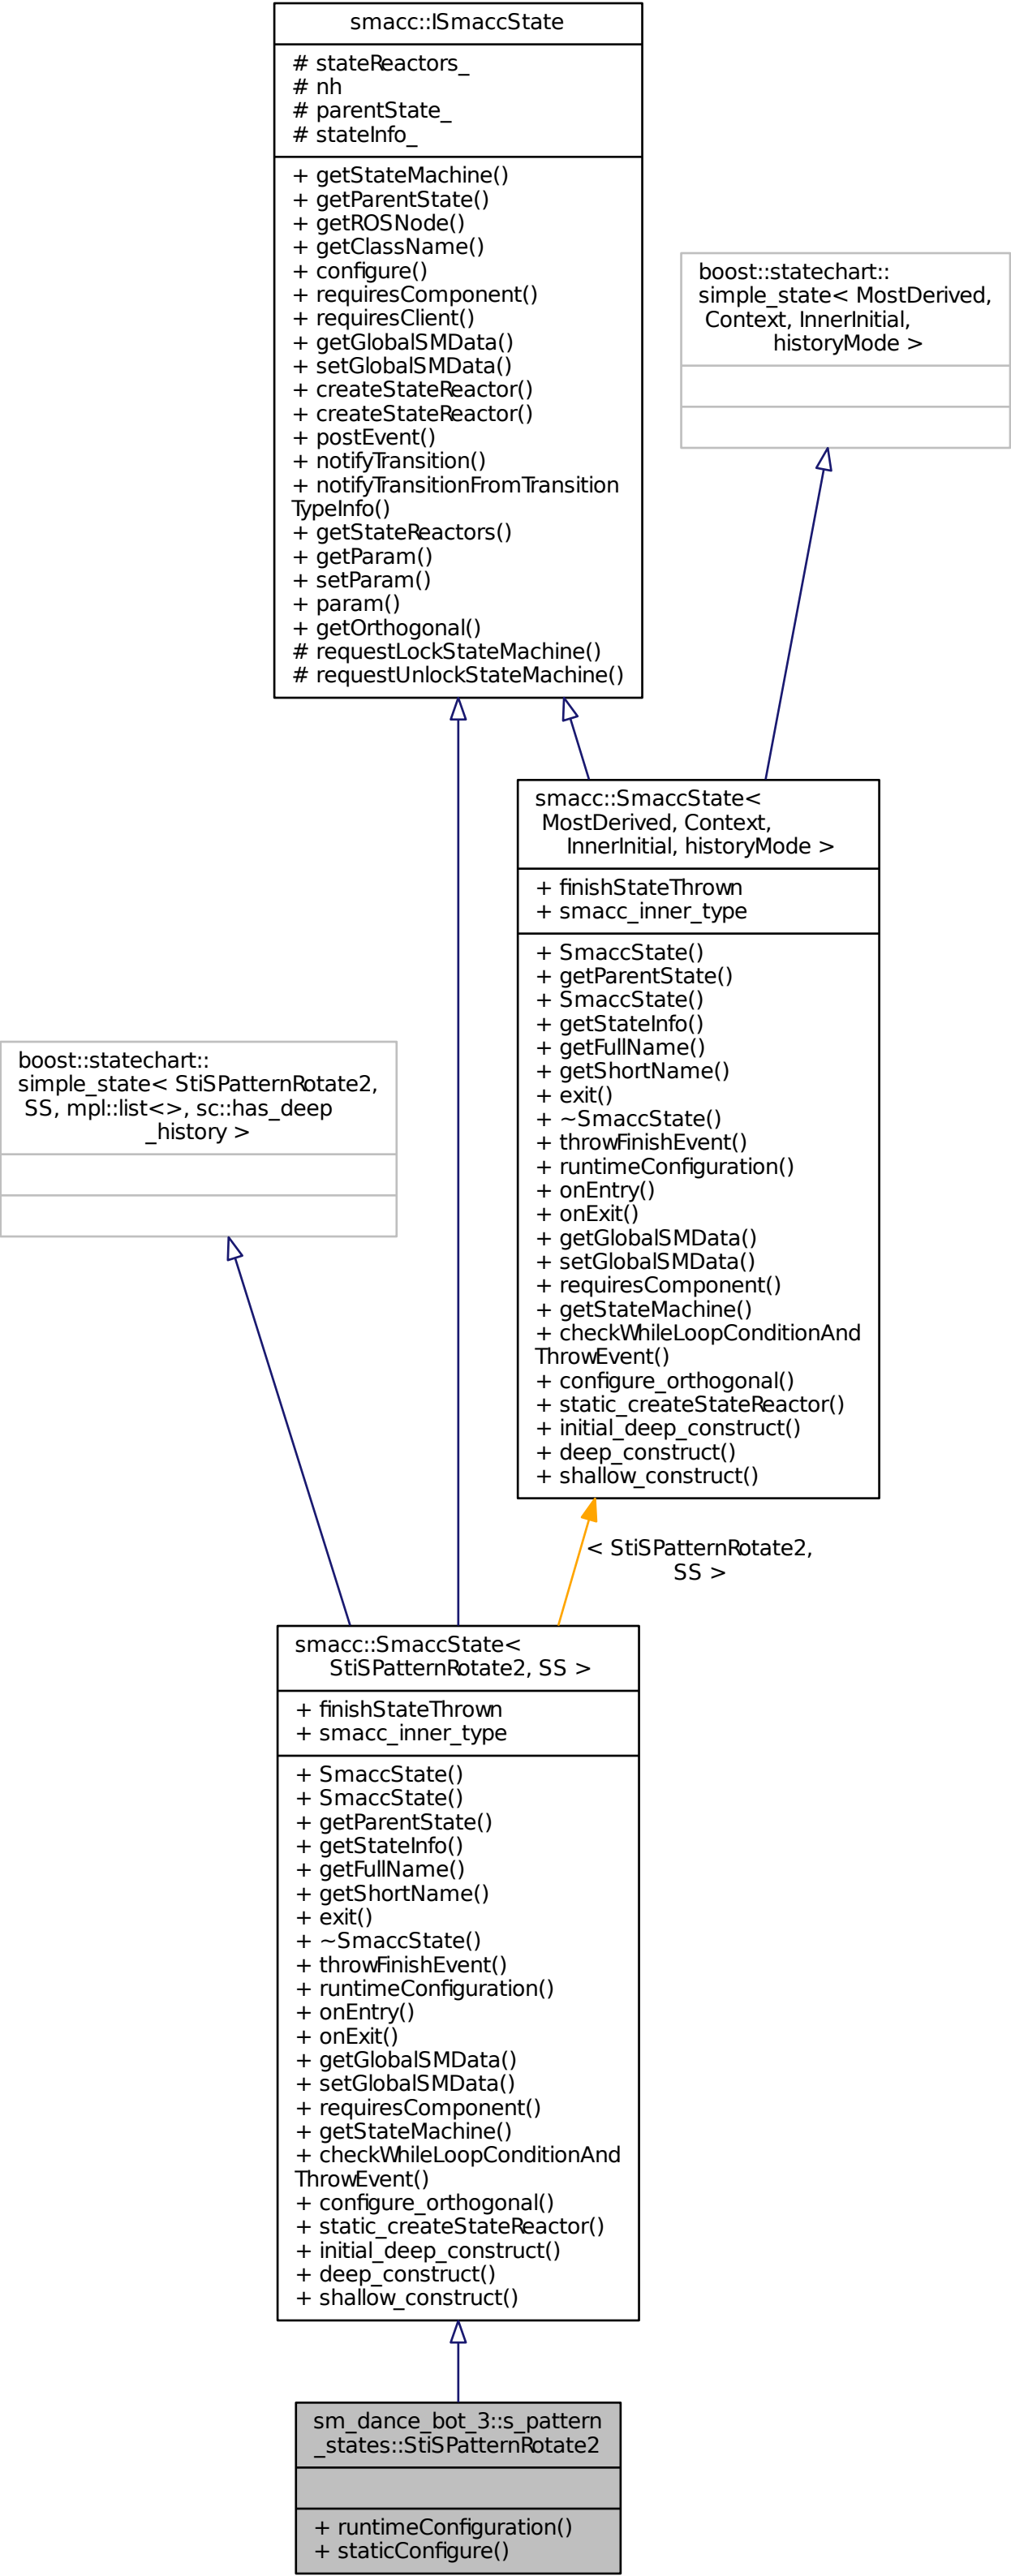 smacc::ISmaccState
# stateReactors_
# nh
# parentState_
# stateInfo_
+ getStateMachine()
+ getParentState()
+ getROSNode()
+ getClassName()
+ configure()
+ requiresComponent()
+ requiresClient()
+ getGlobalSMData()
+ setGlobalSMData()
+ createStateReactor()
+ createStateReactor()
+ postEvent()
+ notifyTransition()
+ notifyTransitionFromTransition
TypeInfo()
+ getStateReactors()
+ getParam()
+ setParam()
+ param()
+ getOrthogonal()
# requestLockStateMachine()
# requestUnlockStateMachine()
boost::statechart::
simple_state< MostDerived,
Context, InnerInitial,
historyMode >
smacc::SmaccState<
MostDerived, Context,
InnerInitial, historyMode >
+ finishStateThrown
+ smacc_inner_type
+ SmaccState()
+ getParentState()
+ SmaccState()
+ getStateInfo()
+ getFullName()
+ getShortName()
+ exit()
+ ~SmaccState()
+ throwFinishEvent()
+ runtimeConfiguration()
+ onEntry()
+ onExit()
+ getGlobalSMData()
+ setGlobalSMData()
+ requiresComponent()
+ getStateMachine()
+ checkWhileLoopConditionAnd
ThrowEvent()
+ configure_orthogonal()
+ static_createStateReactor()
+ initial_deep_construct()
+ deep_construct()
+ shallow_construct()
boost::statechart::
simple_state< StiSPatternRotate2,
SS, mpl::list<>, sc::has_deep
_history >
< StiSPatternRotate2,
SS >
smacc::SmaccState<
StiSPatternRotate2, SS >
+ finishStateThrown
+ smacc_inner_type
+ SmaccState()
+ SmaccState()
+ getParentState()
+ getStateInfo()
+ getFullName()
+ getShortName()
+ exit()
+ ~SmaccState()
+ throwFinishEvent()
+ runtimeConfiguration()
+ onEntry()
+ onExit()
+ getGlobalSMData()
+ setGlobalSMData()
+ requiresComponent()
+ getStateMachine()
+ checkWhileLoopConditionAnd
ThrowEvent()
+ configure_orthogonal()
+ static_createStateReactor()
+ initial_deep_construct()
+ deep_construct()
+ shallow_construct()
sm_dance_bot_3::s_pattern
_states::StiSPatternRotate2
+ runtimeConfiguration()
+ staticConfigure()